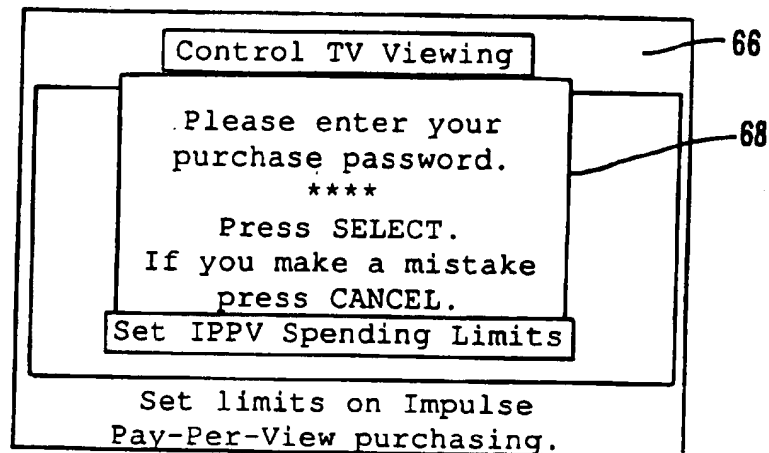 Control TV Viewing
66
Please enter your
purchase password.
68
****
Press SELECT.
If you make a mistake
press CANCEL.
Set IPPV Spending Limits
Set limits on Impulse
Pay-Per-View purchasing.